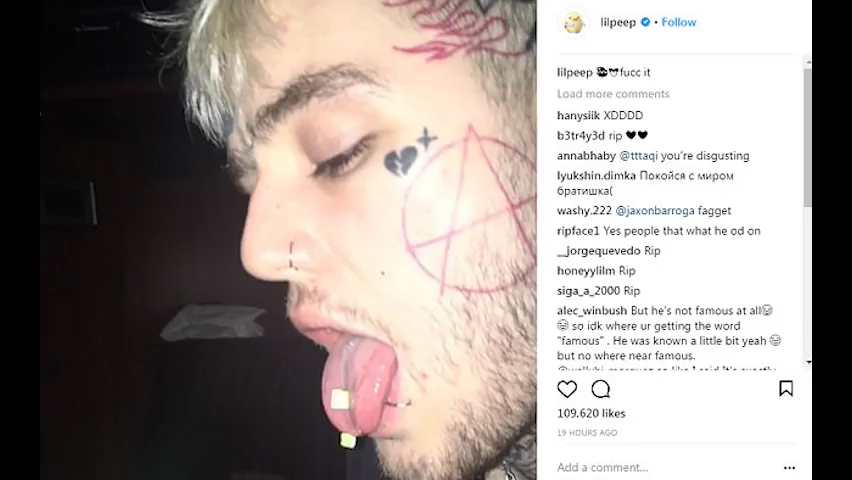 lilpeep • Follow
lilpeep fucc it
Load more comments
hanysiik XDDDD
b3tr4y3d rip ❤❤
annabhaby @tttaqi you're disgusting
lyukshin.dimka Покойся с миром
братишка(
washy.222 @jaxonbarroga fagget
ripface1 Yes people that what he od on
__jorgequevedo Rip
honeyylilm Rip
siga_a_2000 Rip
alec_winbush But he's not famous at all
so idk where ur getting the word
"famous" . He was known a little bit yeah
but no where near famous.
109,620 likes
19 HOURS AGO
Add a comment...